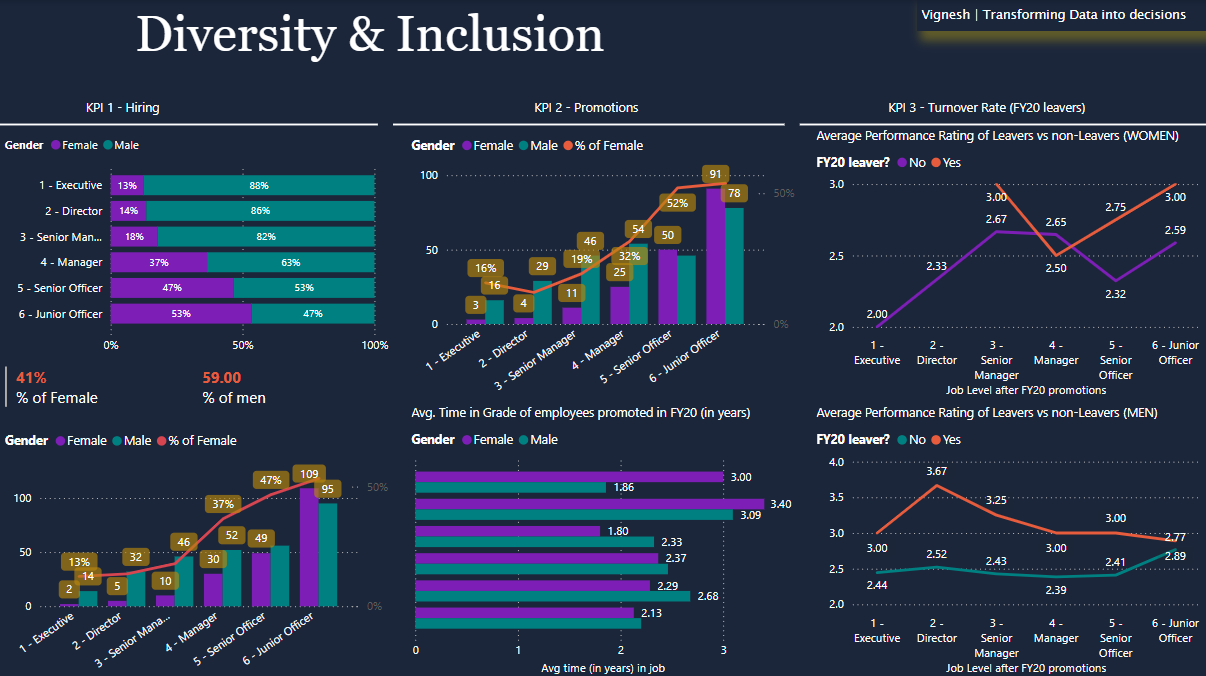 Diversity & Inclusion
Vignesh | Transforming Data into decisions
KPI 1 - Hiring
Gender Female Male
1 - Executive 13% 88%
2 - Director 14% 86%
3 - Senior Man... 18% 82%
4 - Manager 37% 63%
5 - Senior Officer 47% 53%
6 - Junior Officer 53% 47%
0% 50% 100%
41% 59.00
% of Female % of men
Gender Female Male % of Female
100
50
0
50%
0%
13% 37% 47% 109
2 14 5 32 10 46 30 52 49 95
1 - Executive
2 - Director
3 - Senior Mana...
4 - Manager
5 - Senior Officer
6 - Junior Officer
KPI 2 - Promotions
Gender Female Male % of Female
100
50
0
50%
0%
16% 19% 32% 52% 91
3 16 4 29 11 46 25 54 50 78
1 - Executive
2 - Director
3 - Senior Manager
4 - Manager
5 - Senior Officer
6 - Junior Officer
Avg. Time in Grade of employees promoted in FY20 (in years)
Gender Female Male
3.00
1.86
3.40
3.09
1.80
2.33
2.37
2.29
2.68
2.13
0 1 2 3
Avg time (in years) in job
KPI 3 - Turnover Rate (FY20 leavers)
Average Performance Rating of Leavers vs non-Leavers (WOMEN)
FY20 leaver? No Yes
3.0
2.5
2.0
3.00 2.50 2.75 3.00
2.00 2.33 2.67 2.65 2.32 2.59
1 -
Executive
2 -
Director
3 -
Senior
Manager
4 -
Manager
5 -
Senior
Officer
6 - Junior
Officer
Job Level after FY20 promotions
Average Performance Rating of Leavers vs non-Leavers (MEN)
FY20 leaver? No Yes
4.0
3.5
3.0
2.5
2.0
3.00 3.67 3.25 3.00 3.00 2.89
2.44 2.52 2.43 2.39 2.41 2.77
1 -
Executive
2 -
Director
3 -
Senior
Manager
4 -
Manager
5 -
Senior
Officer
6 - Junior
Officer
Job Level after FY20 promotions